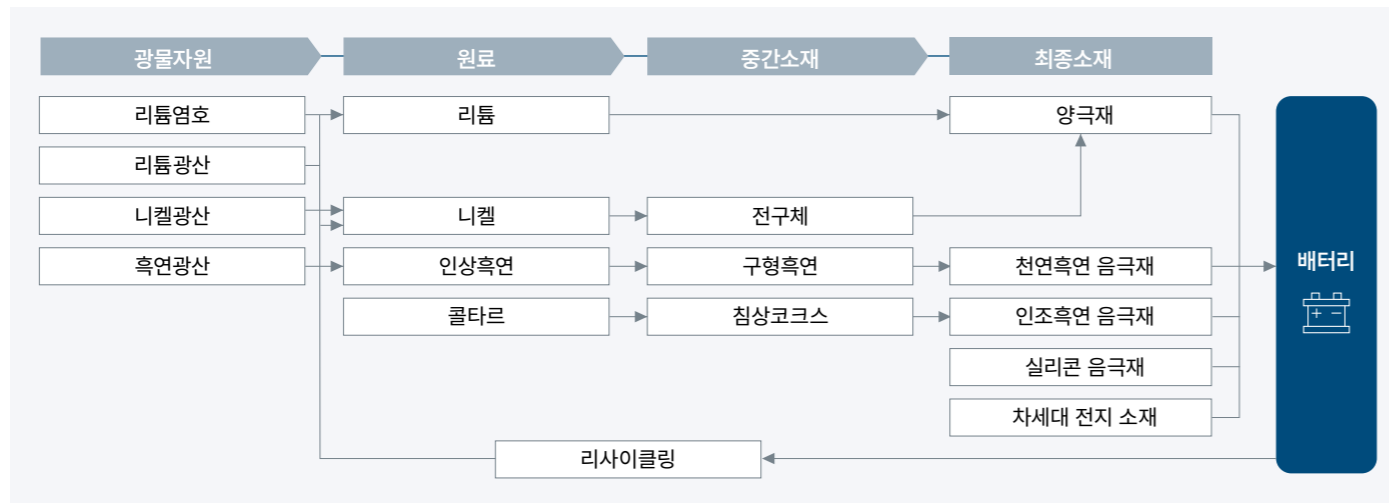 광물자원
원료
중간소재
최종소재
리튬염호
리튬
양극재
리튬광산
니켈광산
니켈
전구체
흑연광산
인상흑연
구형흑연
천연흑연 음극재
배터리
콜타르
침상코크스
인조흑연 음극재
+ −
실리콘 음극재
차세대 전지 소재
리사이클링